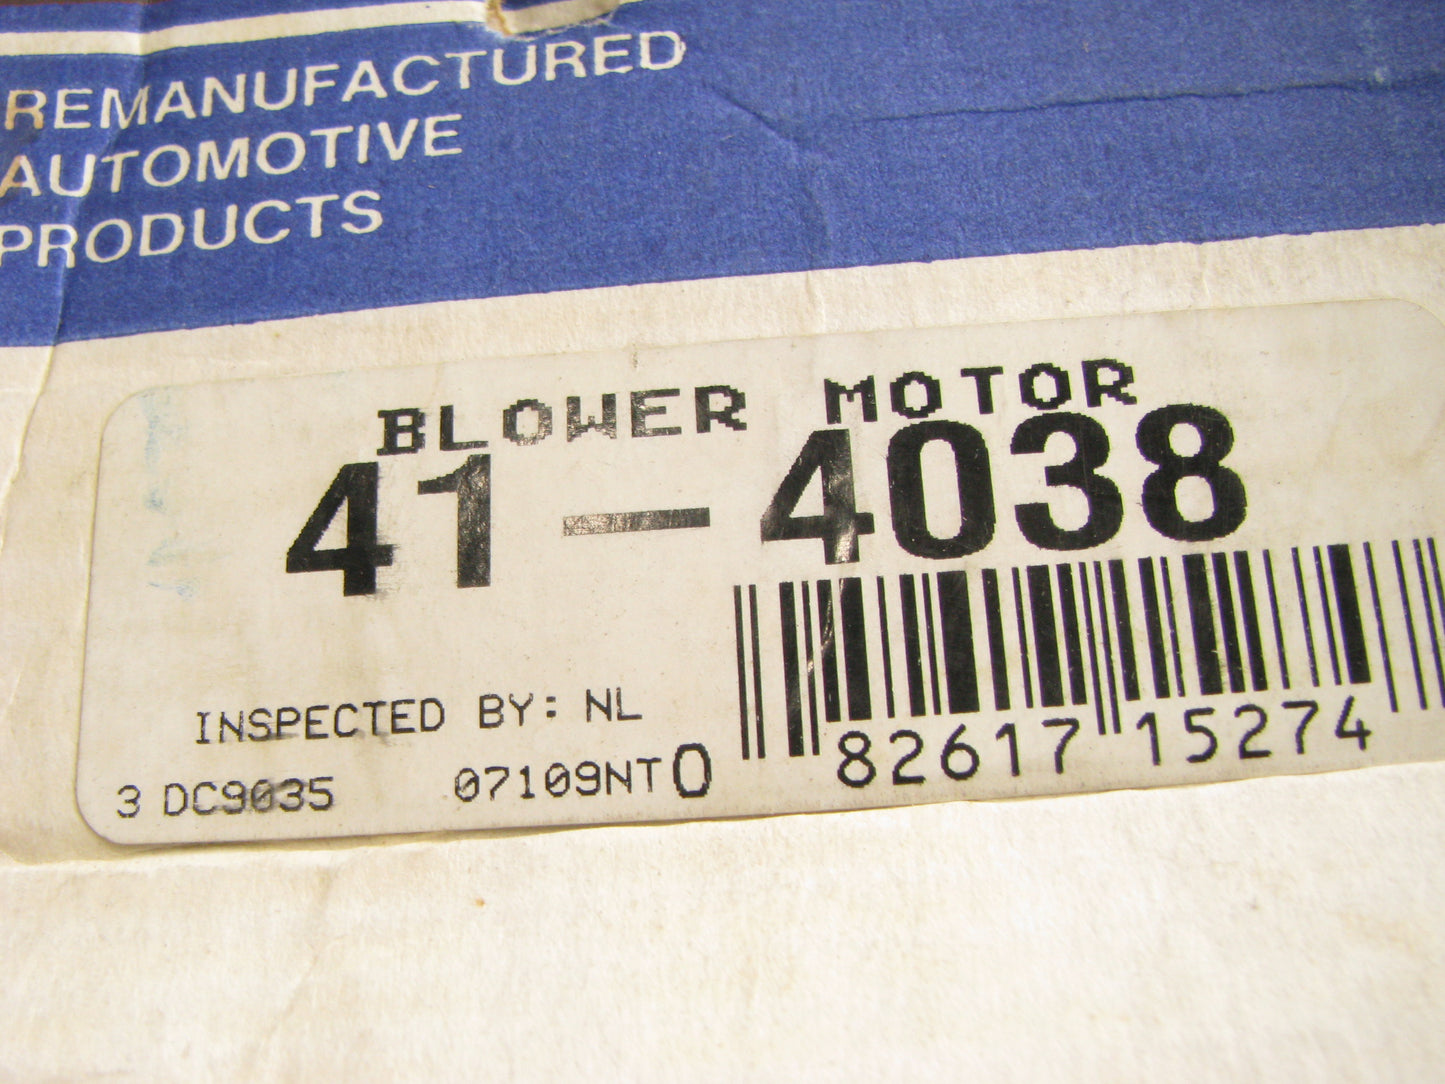 REMANUFACTURED
AUTOMOTIVE
PRODUCTS
BLOWER MOTOR
41-4038
INSPECTED BY: NL
3 DC9035 07109NT
0 82617 15274